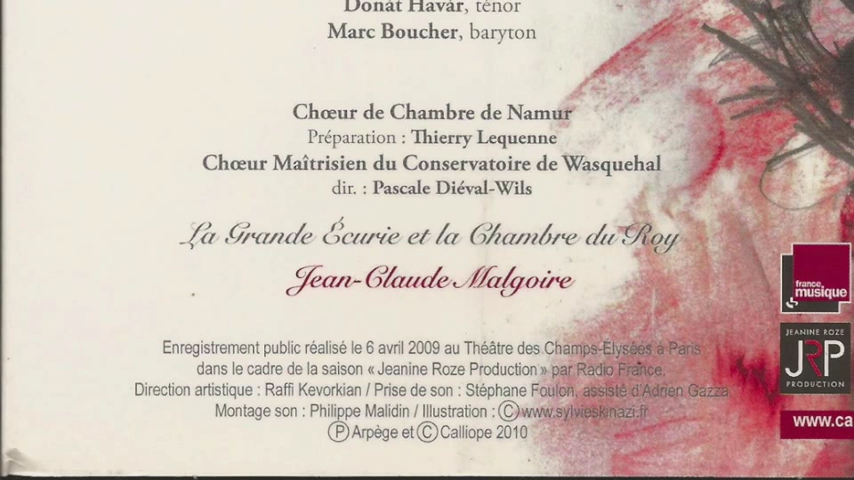 Donát Havár, ténor
Marc Boucher, baryton
Chœur de Chambre de Namur
Préparation : Thierry Lequenne
Chœur Maîtrisien du Conservatoire de Wasquehal
dir. : Pascale Diéval-Wils
La Grande Écurie et la Chambre du Roy
Jean-Claude Malgoire
france
musique
JEANINE ROZE
JRP
PRODUCTION
Enregistrement public réalisé le 6 avril 2009 au Théâtre des Champs-Elysées à Paris
dans le cadre de la saison « Jeanine Roze Production » par Radio France.
Direction artistique : Raffi Kevorkian / Prise de son : Stéphane Foulon, assisté d'Adrien Gazza
Montage son : Philippe Malidin / Illustration : Ⓒ www.sylvieskinazi.fr
Ⓟ Arpège et Ⓒ Calliope 2010
www.ca